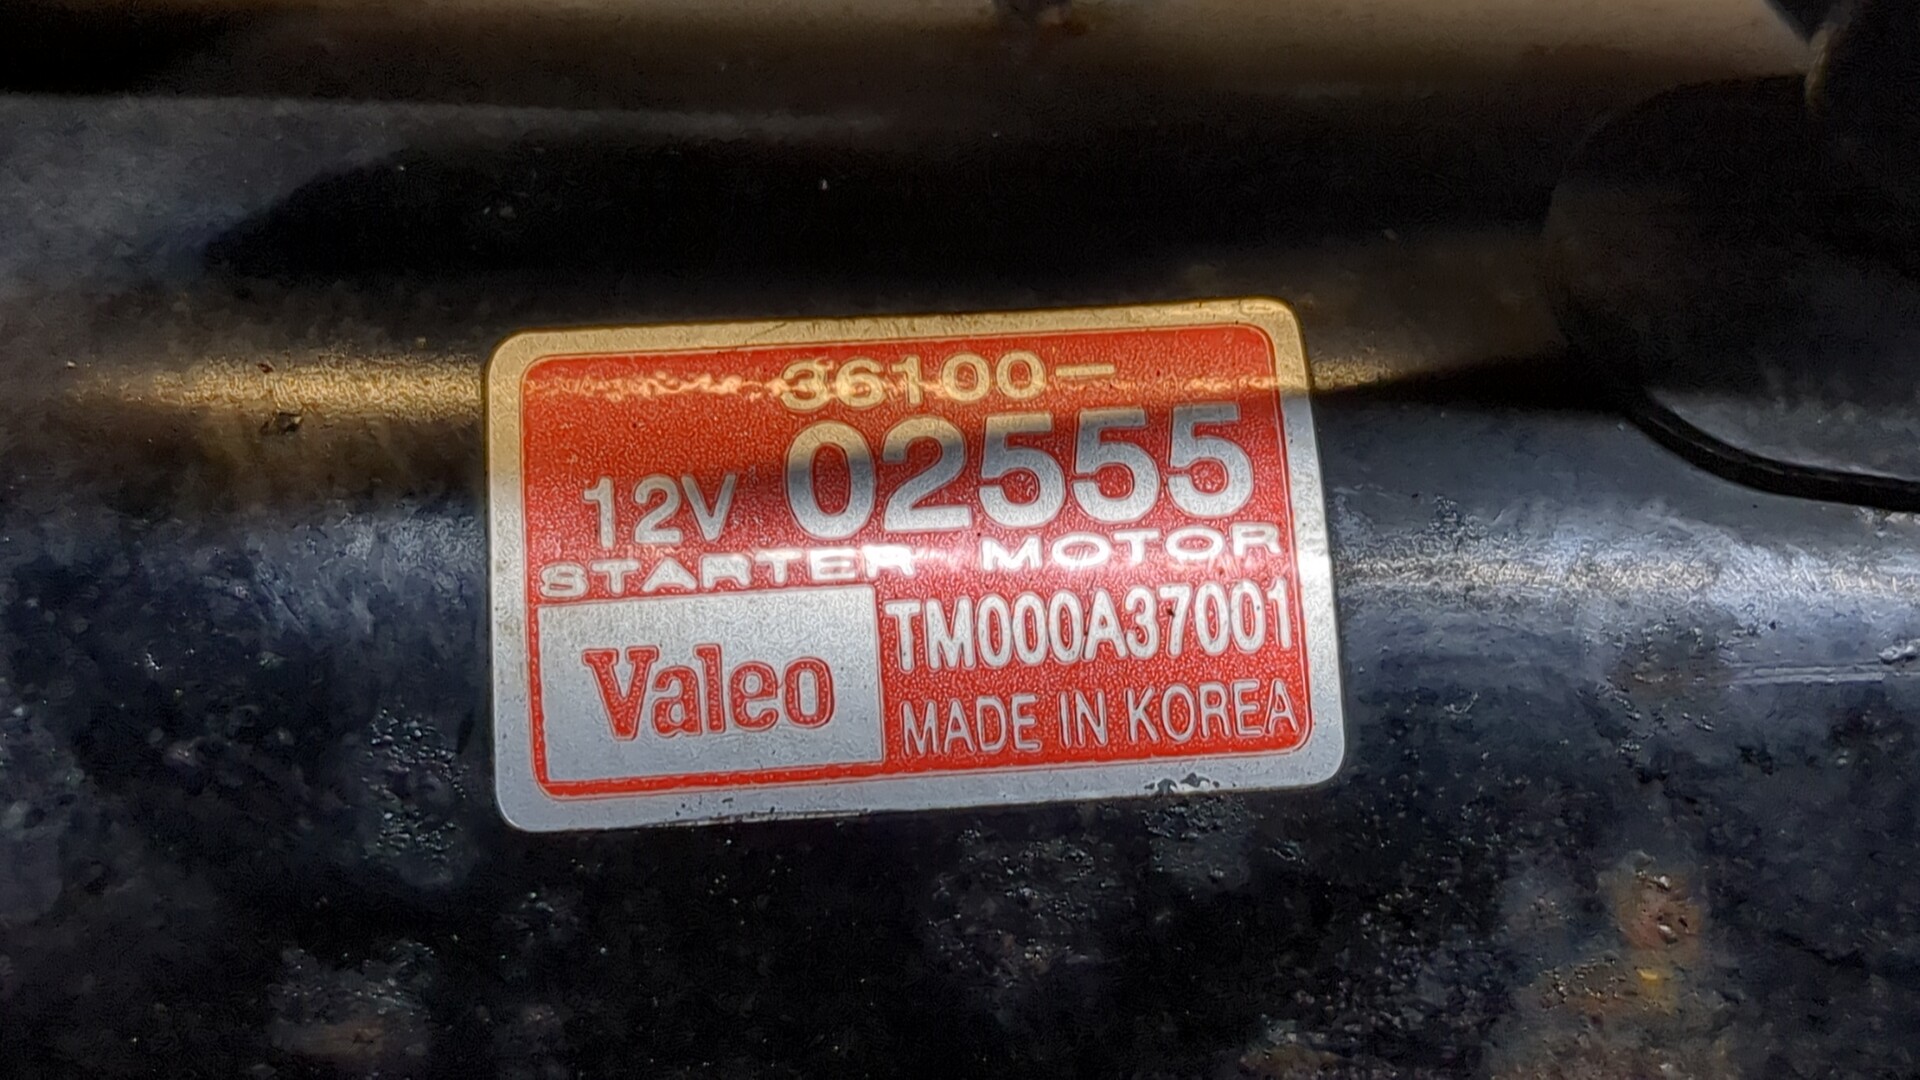 36100-
12V 02555
STARTER MOTOR
Valeo TM000A37001
MADE IN KOREA